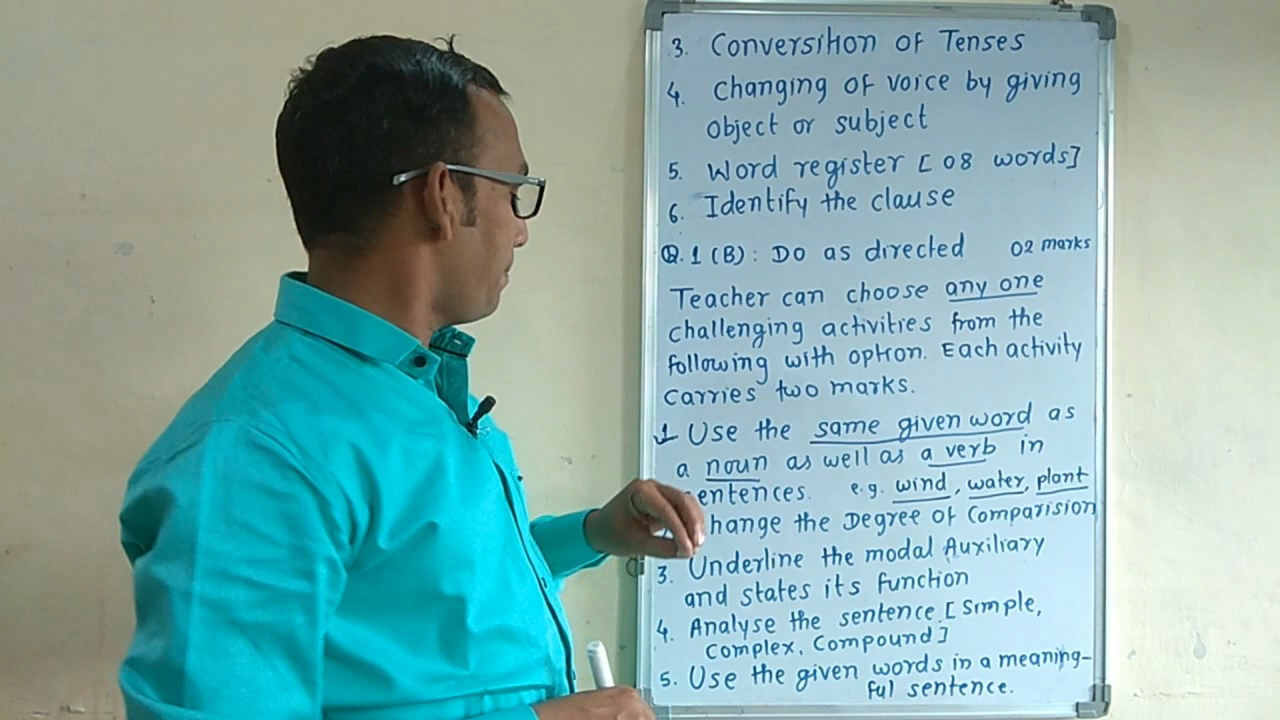 3. Conversition of Tenses
4. Changing of voice by giving
object or subject
5. Word register [ 08 words]
6. Identify the clause
Q.1 (B) : Do as directed 02 marks
Teacher can choose any one
challenging activities from the
following with option. Each activity
carries two marks.
1 Use the same given word as
a noun as well as a verb in
entences. e.g. wind, water, plant
hange the Degree of Comparision
3. Underline the modal Auxiliary
and states its function
4. Analyse the sentence [Simple,
Complex, Compound]
5. Use the given words in a meaning-
ful sentence.